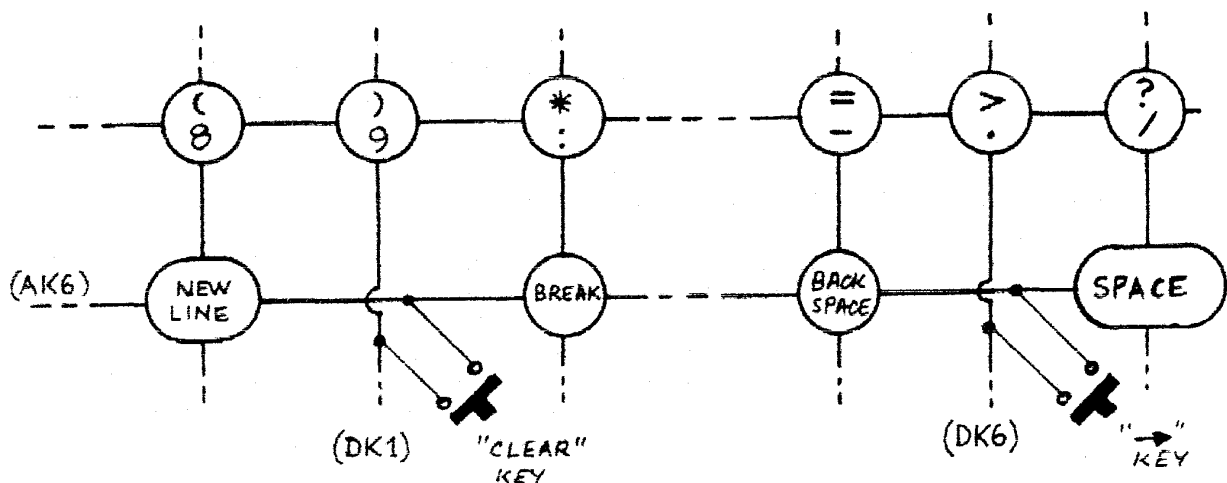 (
8
)
9
*
:
=
-
>
.
?
/
(AK6)
NEW
LINE
BREAK
BACK
SPACE
SPACE
(DK1)
"CLEAR"
KEY
(DK6)
"→"
KEY